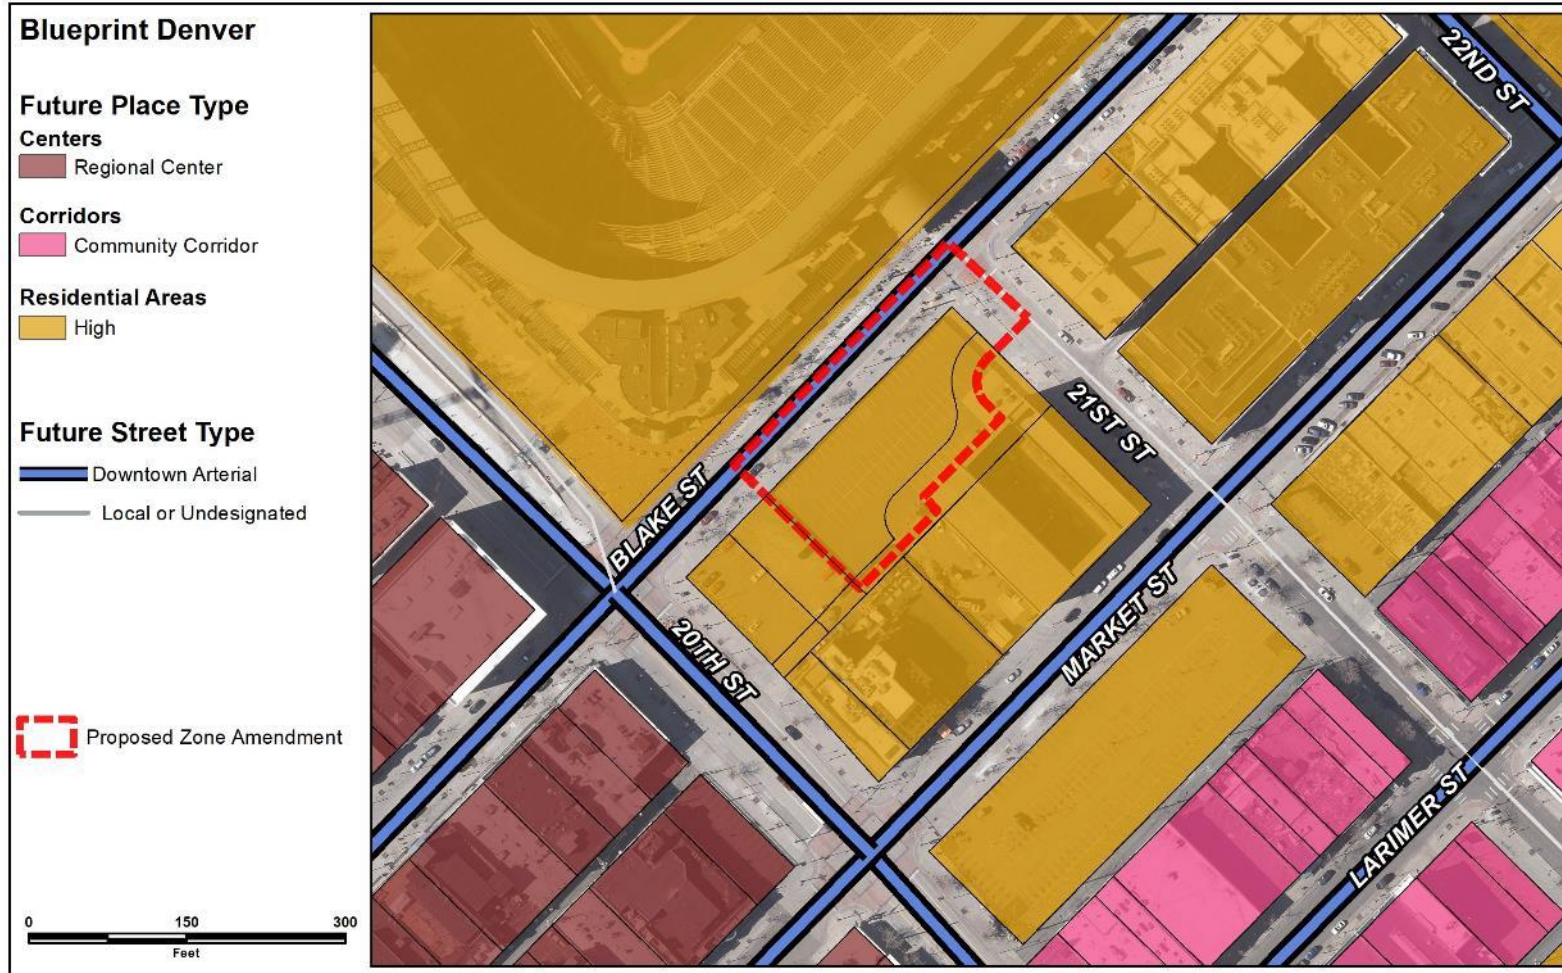 Blueprint Denver
Future Place Type
Centers
Regional Center
Corridors
Community Corridor
Residential Areas
High
Future Street Type
Downtown Arterial
Local or Undesignated
Proposed Zone Amendment
0 150 300
Feet
22ND ST
21ST ST
BLAKE ST
20TH ST
MARKET ST
LARIMER ST